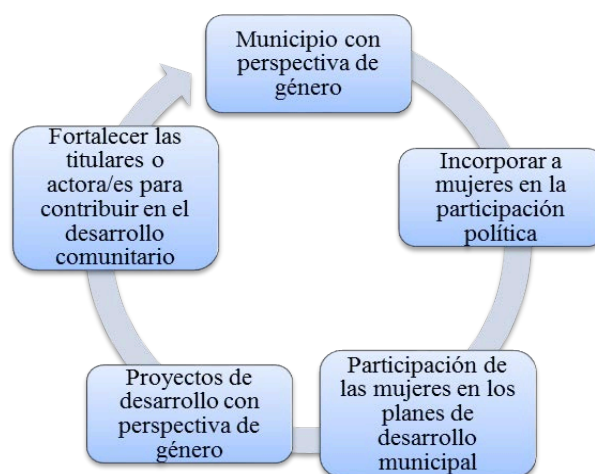 Municipio con
perspectiva de
género
Incorporar a
mujeres en la
participación
política
Participación de
las mujeres en los
planes de
desarrollo
municipal
Proyectos de
desarrollo con
perspectiva de
género
Fortalecer las
titulares o
actora/es para
contribuir en el
desarrollo
comunitario